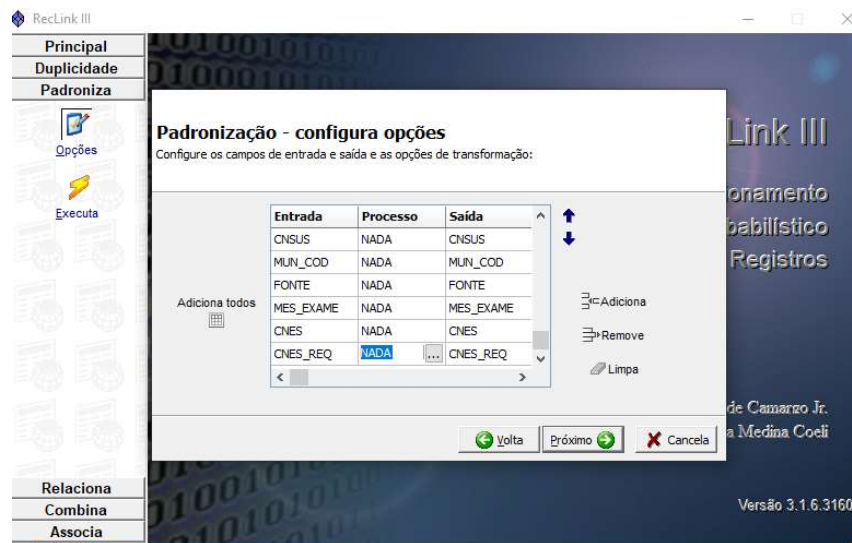 RecLink III
Principal
Duplicidade
Padroniza
Opções
Executa
Relaciona
Combina
Associa
Padronização - configura opções
Configure os campos de entrada e saída e as opções de transformação:
Adiciona todos
Entrada Processo Saída
CNSUS NADA CNSUS
MUN_COD NADA MUN_COD
FONTE NADA FONTE
MES_EXAME NADA MES_EXAME
CNES NADA CNES
CNES_REQ NADA ... CNES_REQ
Adiciona
Remove
Limpa
Volta Próximo Cancela
Link III
onamento
babilístico
Registros
de Camargo Jr.
a Medina Coeli
Versão 3.1.6.3160